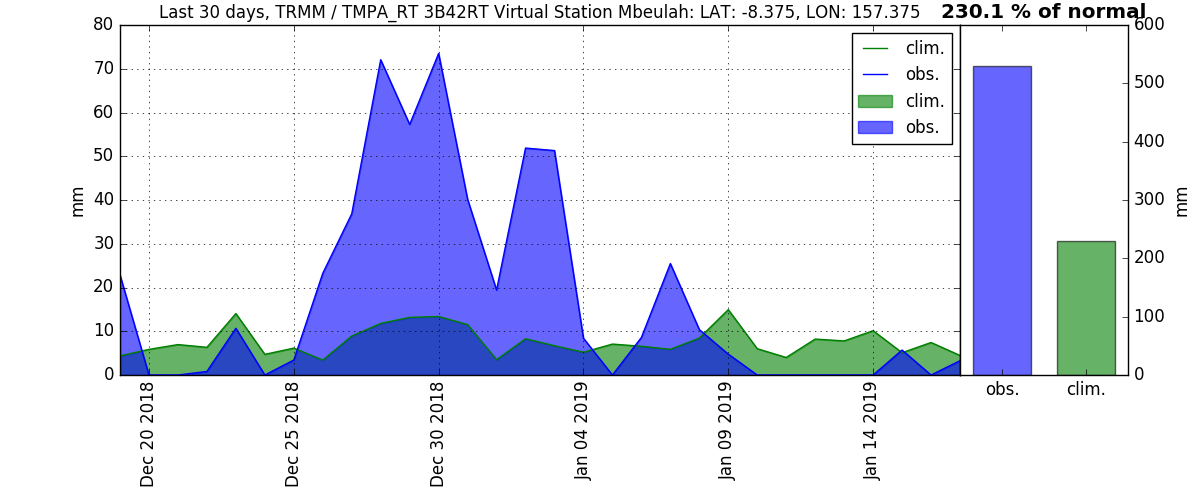 Last 30 days, TRMM / TMPA_RT 3B42RT Virtual Station Mbeulah: LAT: -8.375, LON: 157.375
230.1 % of normal
80
70
60
50
40
30
20
10
0
mm
clim.
obs.
clim.
obs.
Dec 20 2018
Dec 25 2018
Dec 30 2018
Jan 04 2019
Jan 09 2019
Jan 14 2019
600
500
400
300
200
100
0
mm
obs.
clim.